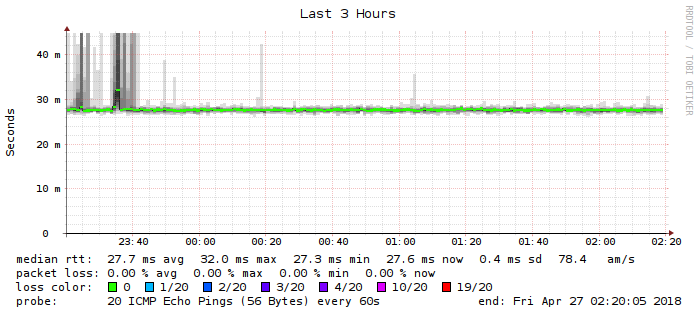 Last 3 Hours
RRDTOOL / TOBI OETIKER
Seconds
40 m
30 m
20 m
10 m
0
23:40 00:00 00:20 00:40 01:00 01:20 01:40 02:00 02:20
median rtt: 27.7 ms avg 32.0 ms max 27.3 ms min 27.6 ms now 0.4 ms sd 78.4 am/s
packet loss: 0.00 % avg 0.00 % max 0.00 % min 0.00 % now
loss color: 0 1/20 2/20 3/20 4/20 10/20 19/20
probe: 20 ICMP Echo Pings (56 Bytes) every 60s end: Fri Apr 27 02:20:05 2018